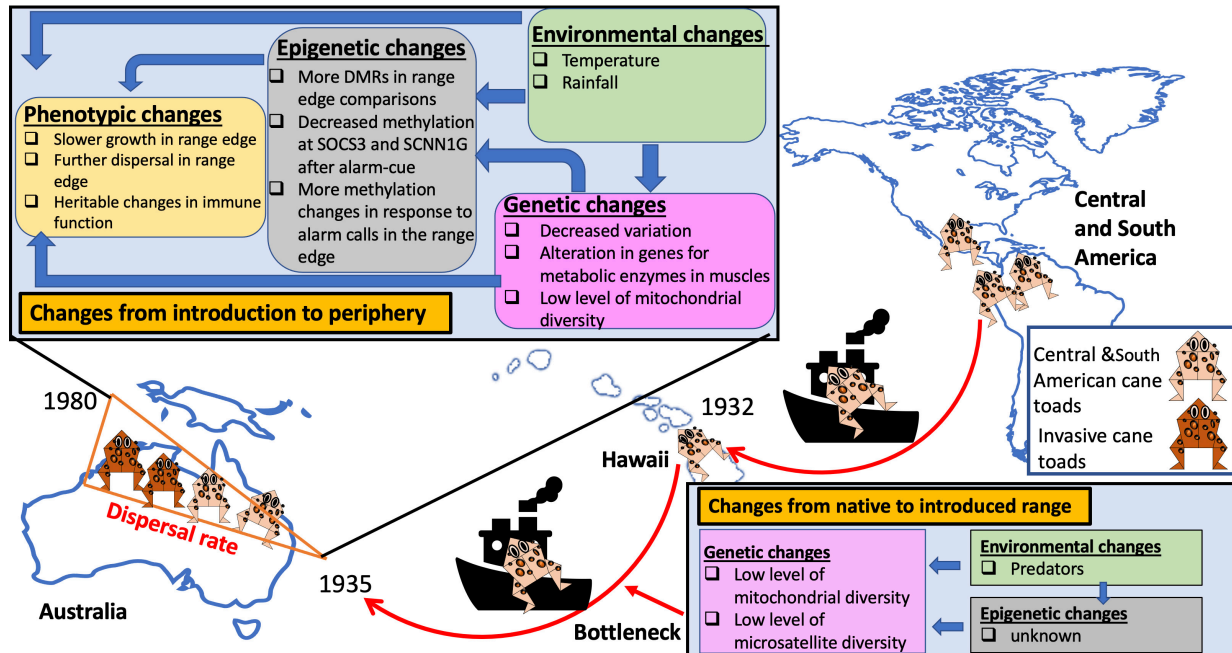 Environmental changes
❑ Temperature
❑ Rainfall
Epigenetic changes
❑ More DMRs in range
edge comparisons
❑ Decreased methylation
at SOCS3 and SCNN1G
after alarm-cue
❑ More methylation
changes in response to
alarm calls in the range
edge
Phenotypic changes
❑ Slower growth in range edge
❑ Further dispersal in range
edge
❑ Heritable changes in immune
function
Genetic changes
❑ Decreased variation
❑ Alteration in genes for
metabolic enzymes in muscles
❑ Low level of mitochondrial
diversity
Changes from introduction to periphery
Central
and South
America
Central &South
American cane
toads
Invasive cane
toads
1980
1932
Hawaii
Dispersal rate
1935
Australia
Bottleneck
Changes from native to introduced range
Genetic changes
❑ Low level of
mitochondrial diversity
❑ Low level of
microsatellite diversity
Environmental changes
❑ Predators
Epigenetic changes
❑ unknown